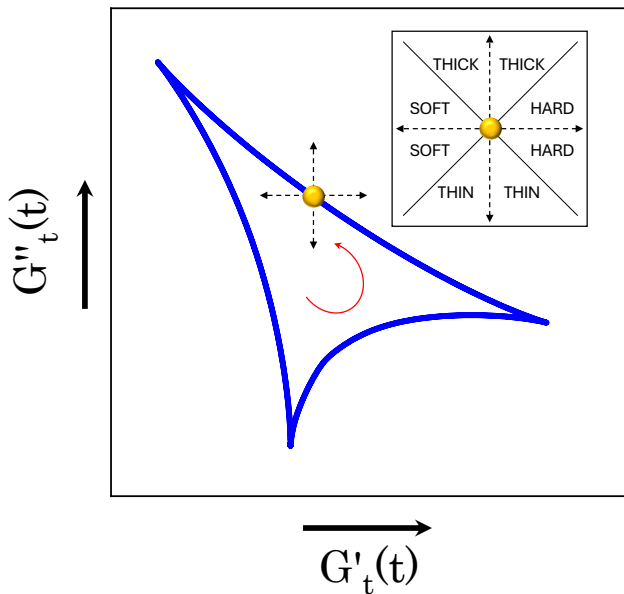 THICK THICK
SOFT HARD
SOFT HARD
THIN THIN
G"t(t)
G't(t)